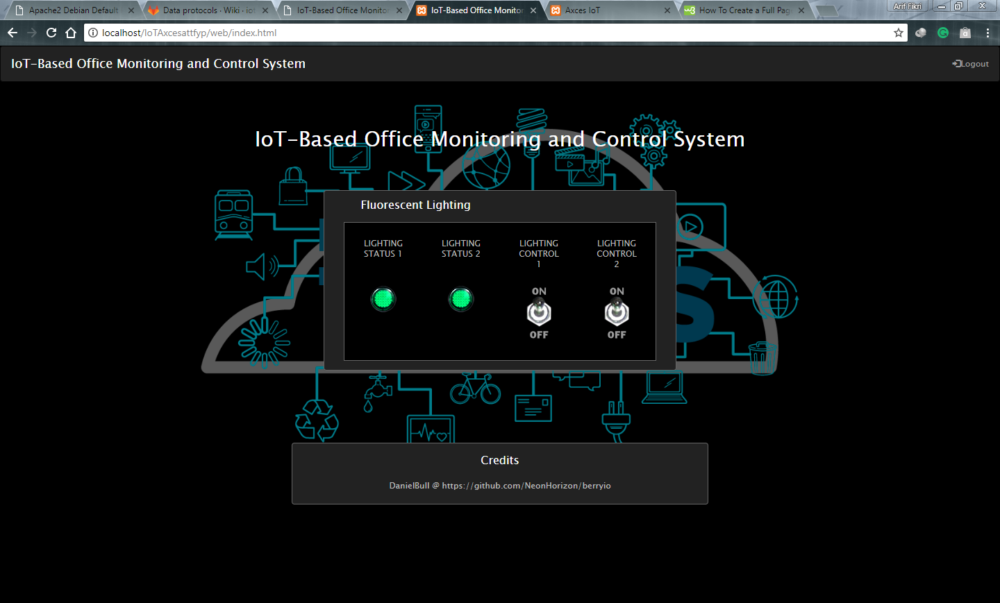 Apache2 Debian Default
Data protocols · Wiki · iot
IoT-Based Office Monitor
IoT-Based Office Monitor
Axces IoT
How To Create a Full Pag
Arif Fikri
localhost/IoTAxcesattfyp/web/index.html
IoT-Based Office Monitoring and Control System
Logout
IoT-Based Office Monitoring and Control System
Fluorescent Lighting
LIGHTING
STATUS 1
LIGHTING
STATUS 2
LIGHTING
CONTROL
1
LIGHTING
CONTROL
2
ON
OFF
ON
OFF
S
Credits
DanielBull @ https://github.com/NeonHorizon/berryio